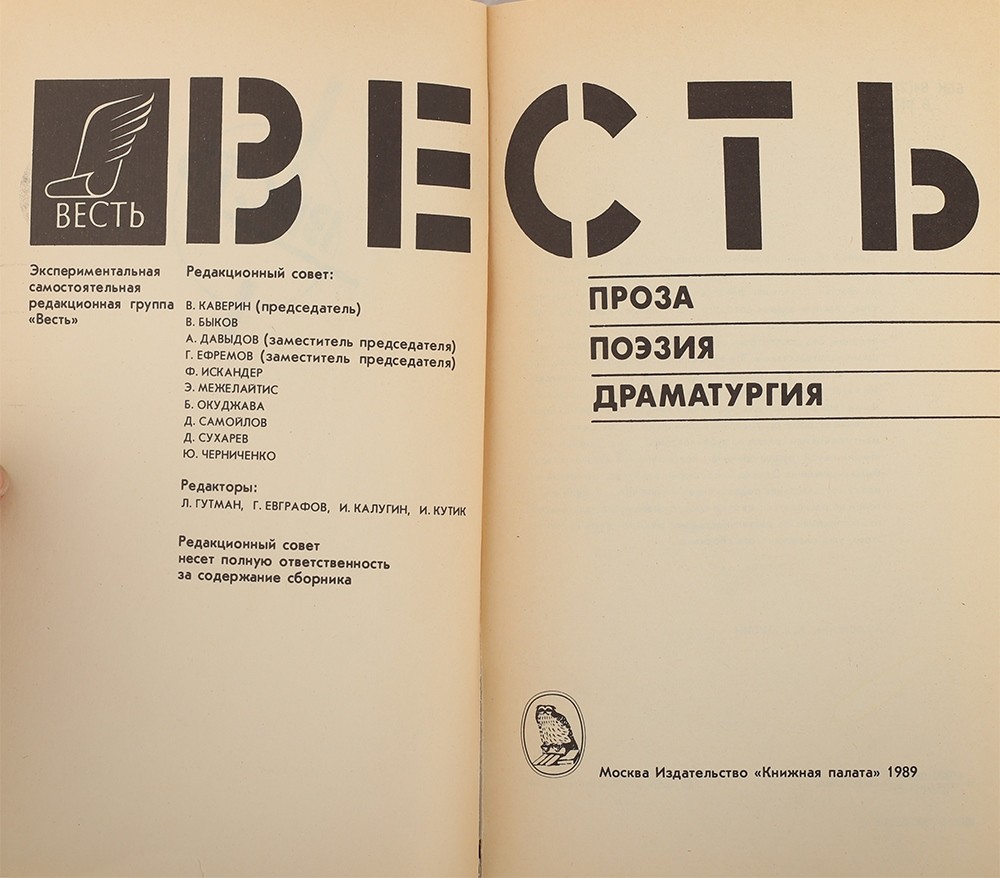 ВЕСТЬ
ВЕСТЬ
Экспериментальная
самостоятельная
редакционная группа
«Весть»
Редакционный совет:
В. КАВЕРИН (председатель)
В. БЫКОВ
А. ДАВЫДОВ (заместитель председателя)
Г. ЕФРЕМОВ (заместитель председателя)
Ф. ИСКАНДЕР
Э. МЕЖЕЛАЙТИС
Б. ОКУДЖАВА
Д. САМОЙЛОВ
Д. СУХАРЕВ
Ю. ЧЕРНИЧЕНКО
Редакторы:
Л. ГУТМАН, Г. ЕВГРАФОВ, И. КАЛУГИН, И. КУТИК
Редакционный совет
несет полную ответственность
за содержание сборника
ПРОЗА
ПОЭЗИЯ
ДРАМАТУРГИЯ
Москва Издательство «Книжная палата» 1989